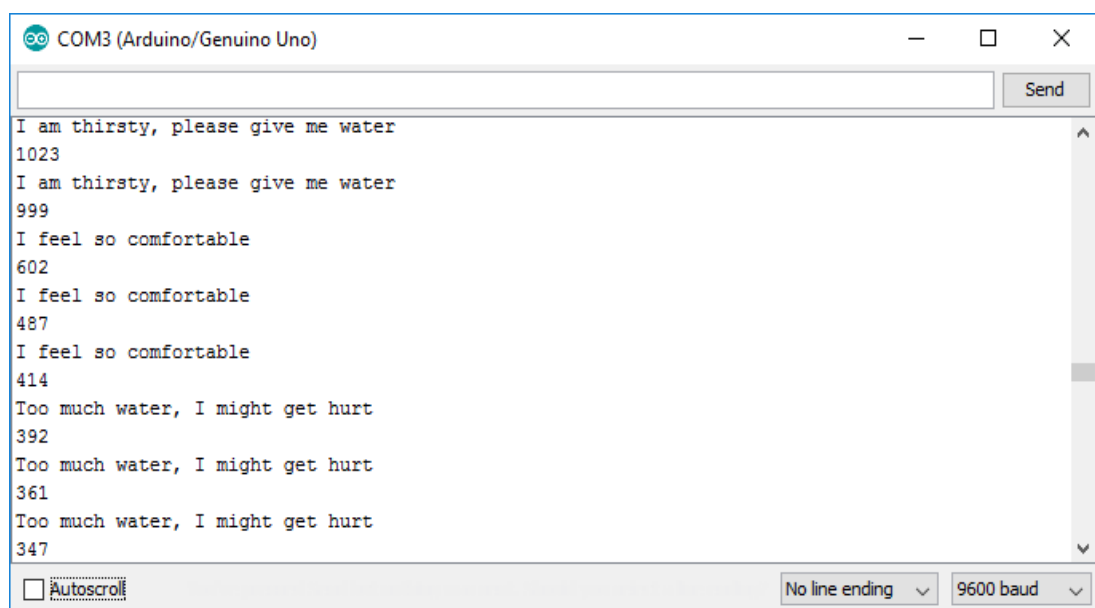 COM3 (Arduino/Genuino Uno)
Send
I am thirsty, please give me water
1023
I am thirsty, please give me water
999
I feel so comfortable
602
I feel so comfortable
487
I feel so comfortable
414
Too much water, I might get hurt
392
Too much water, I might get hurt
361
Too much water, I might get hurt
347
Autoscroll
No line ending
9600 baud